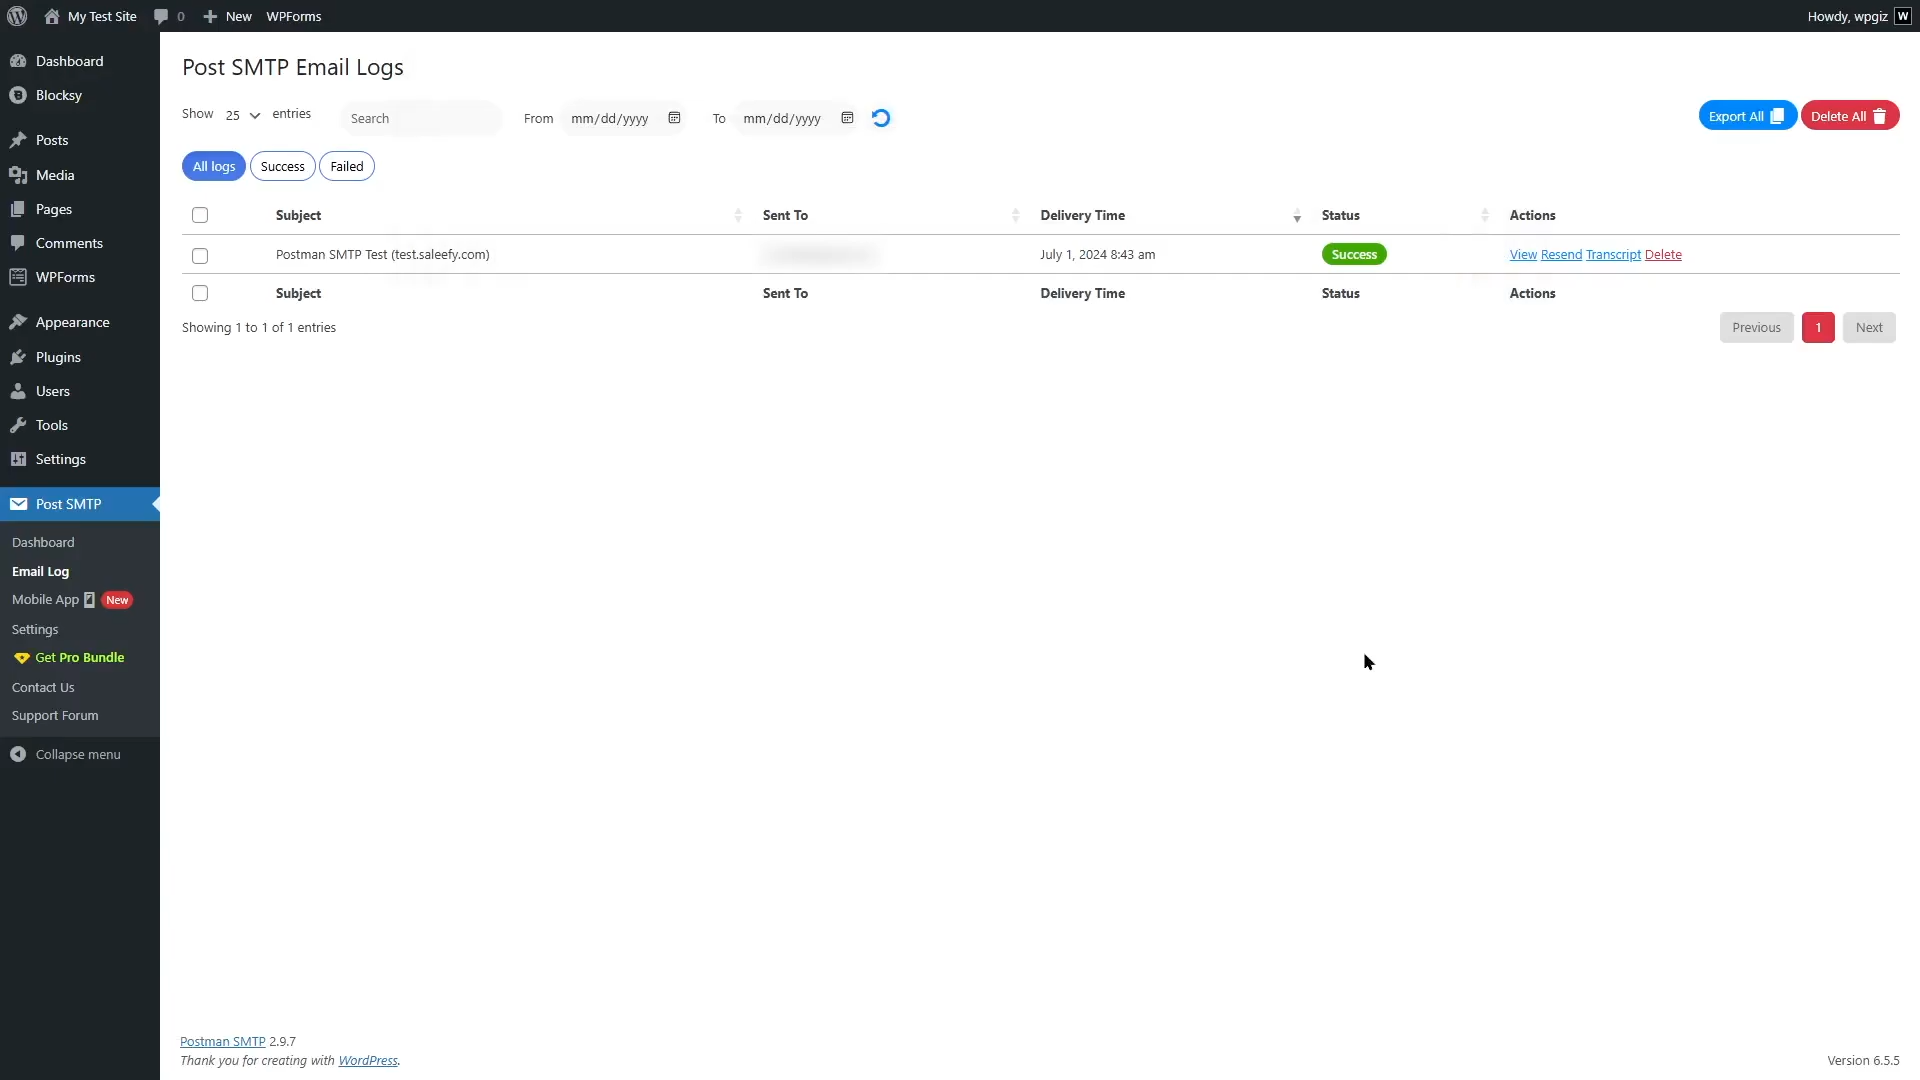 My Test Site 0 New WPForms Howdy, wpgiz W
Dashboard
Blocksy
Posts
Media
Pages
Comments
WPForms
Appearance
Plugins
Users
Tools
Settings
Post SMTP
Dashboard
Email Log
Mobile App New
Settings
Get Pro Bundle
Contact Us
Support Forum
Collapse menu
Post SMTP Email Logs
Show 25 entries Search From mm/dd/yyyy To mm/dd/yyyy Export All Delete All
All logs Success Failed
Subject Sent To Delivery Time Status Actions
Postman SMTP Test (test.saleefy.com) July 1, 2024 8:43 am Success View Resend Transcript Delete
Subject Sent To Delivery Time Status Actions
Showing 1 to 1 of 1 entries Previous 1 Next
Postman SMTP 2.9.7
Thank you for creating with WordPress. Version 6.5.5